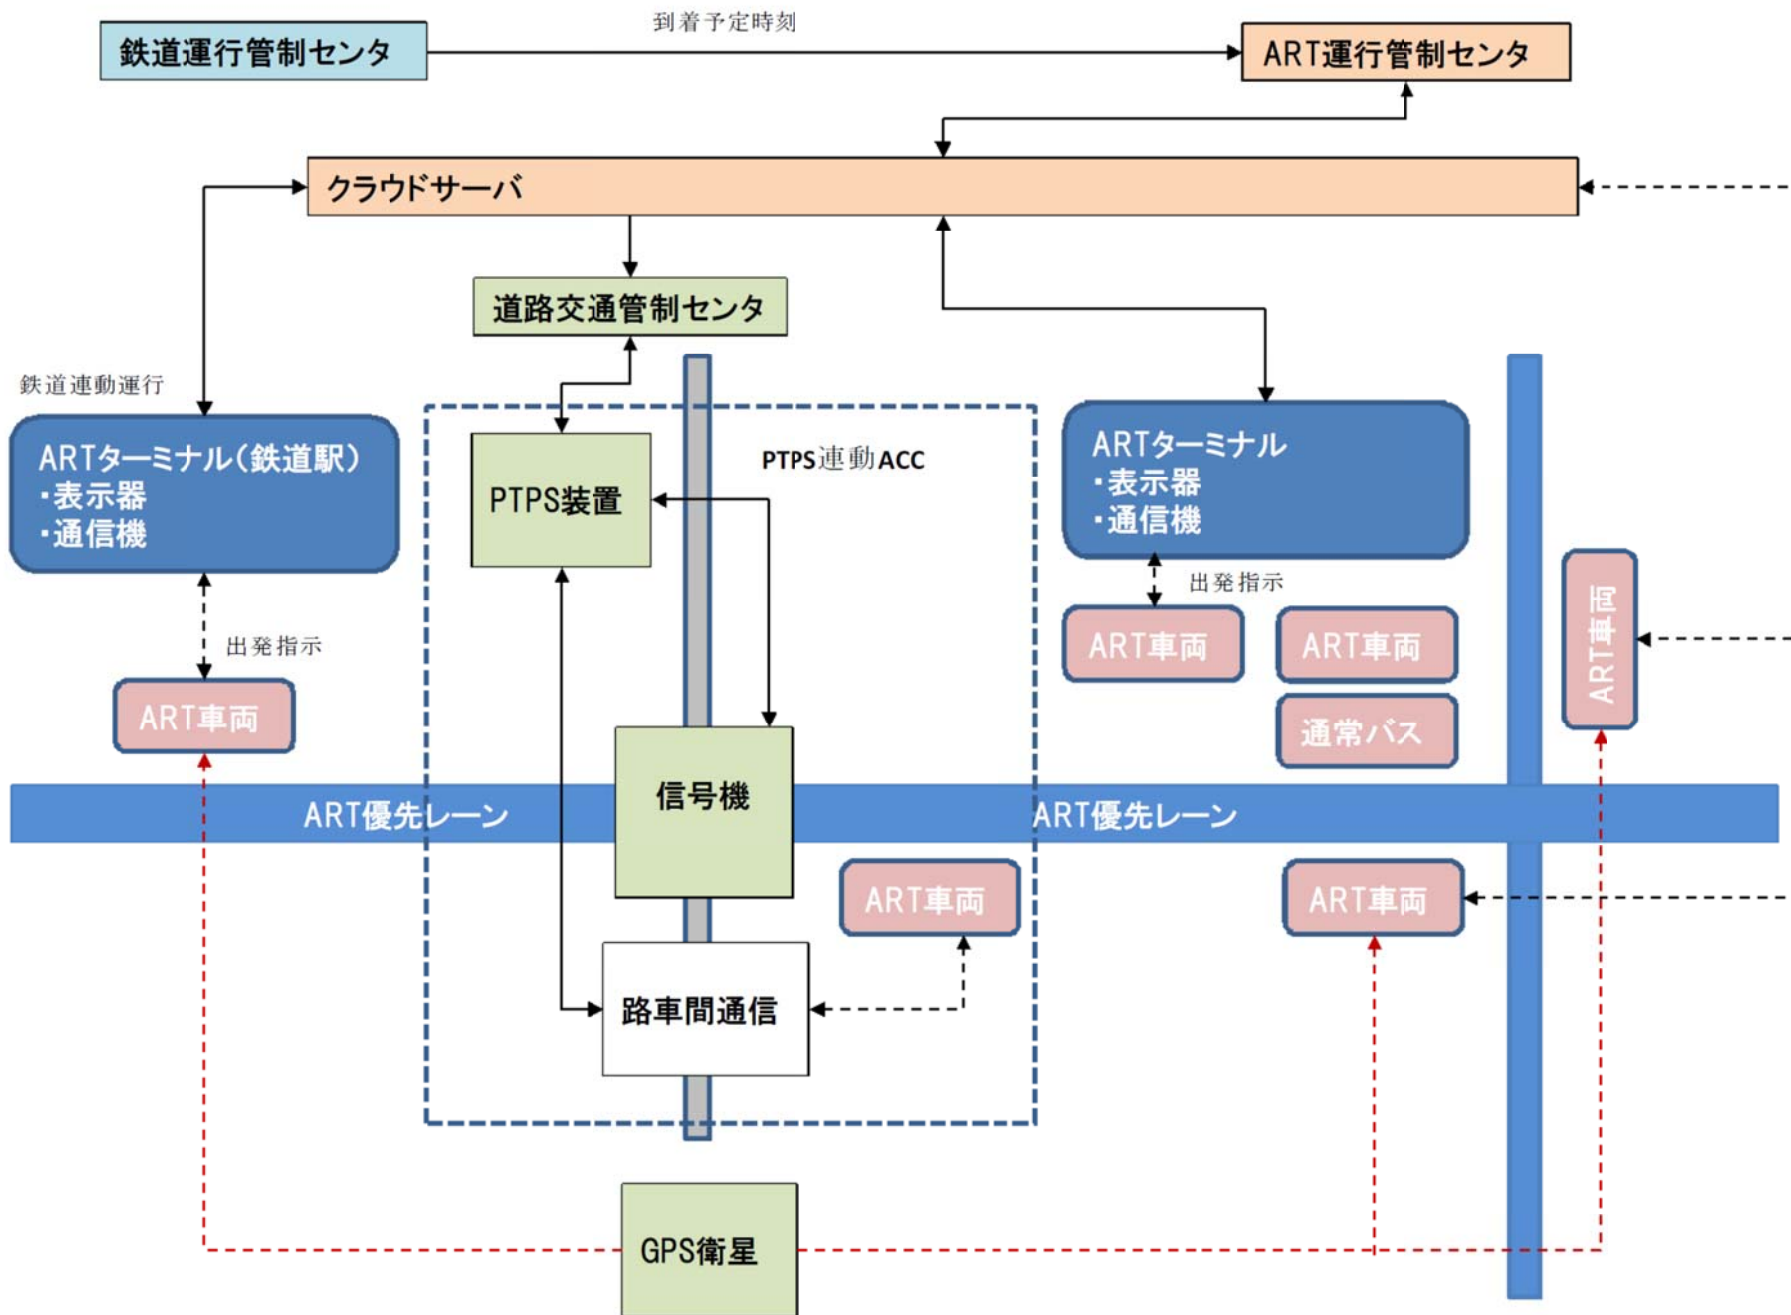 到着予定時刻
鉄道運行管制センタ
ART運行管制センタ
クラウドサーバ
道路交通管制センタ
鉄道連動運行
ARTターミナル(鉄道駅)
・表示器
・通信機
PTPS装置
PTPS連動ACC
ARTターミナル
・表示器
・通信機
出発指示
出発指示
ART車両
ART車両
ART車両
ART車両
通常バス
信号機
ART優先レーン
ART優先レーン
ART車両
ART車両
路車間通信
GPS衛星